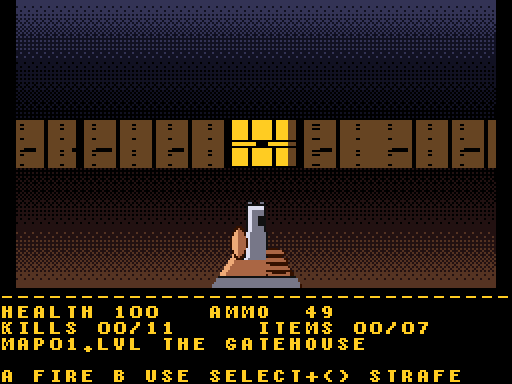 HEALTH 100 AMMO 49
KILLS 00/11 ITEMS 00/07
MAP01.LVL THE GATEHOUSE
A FIRE B USE SELECT+<> STRAFE